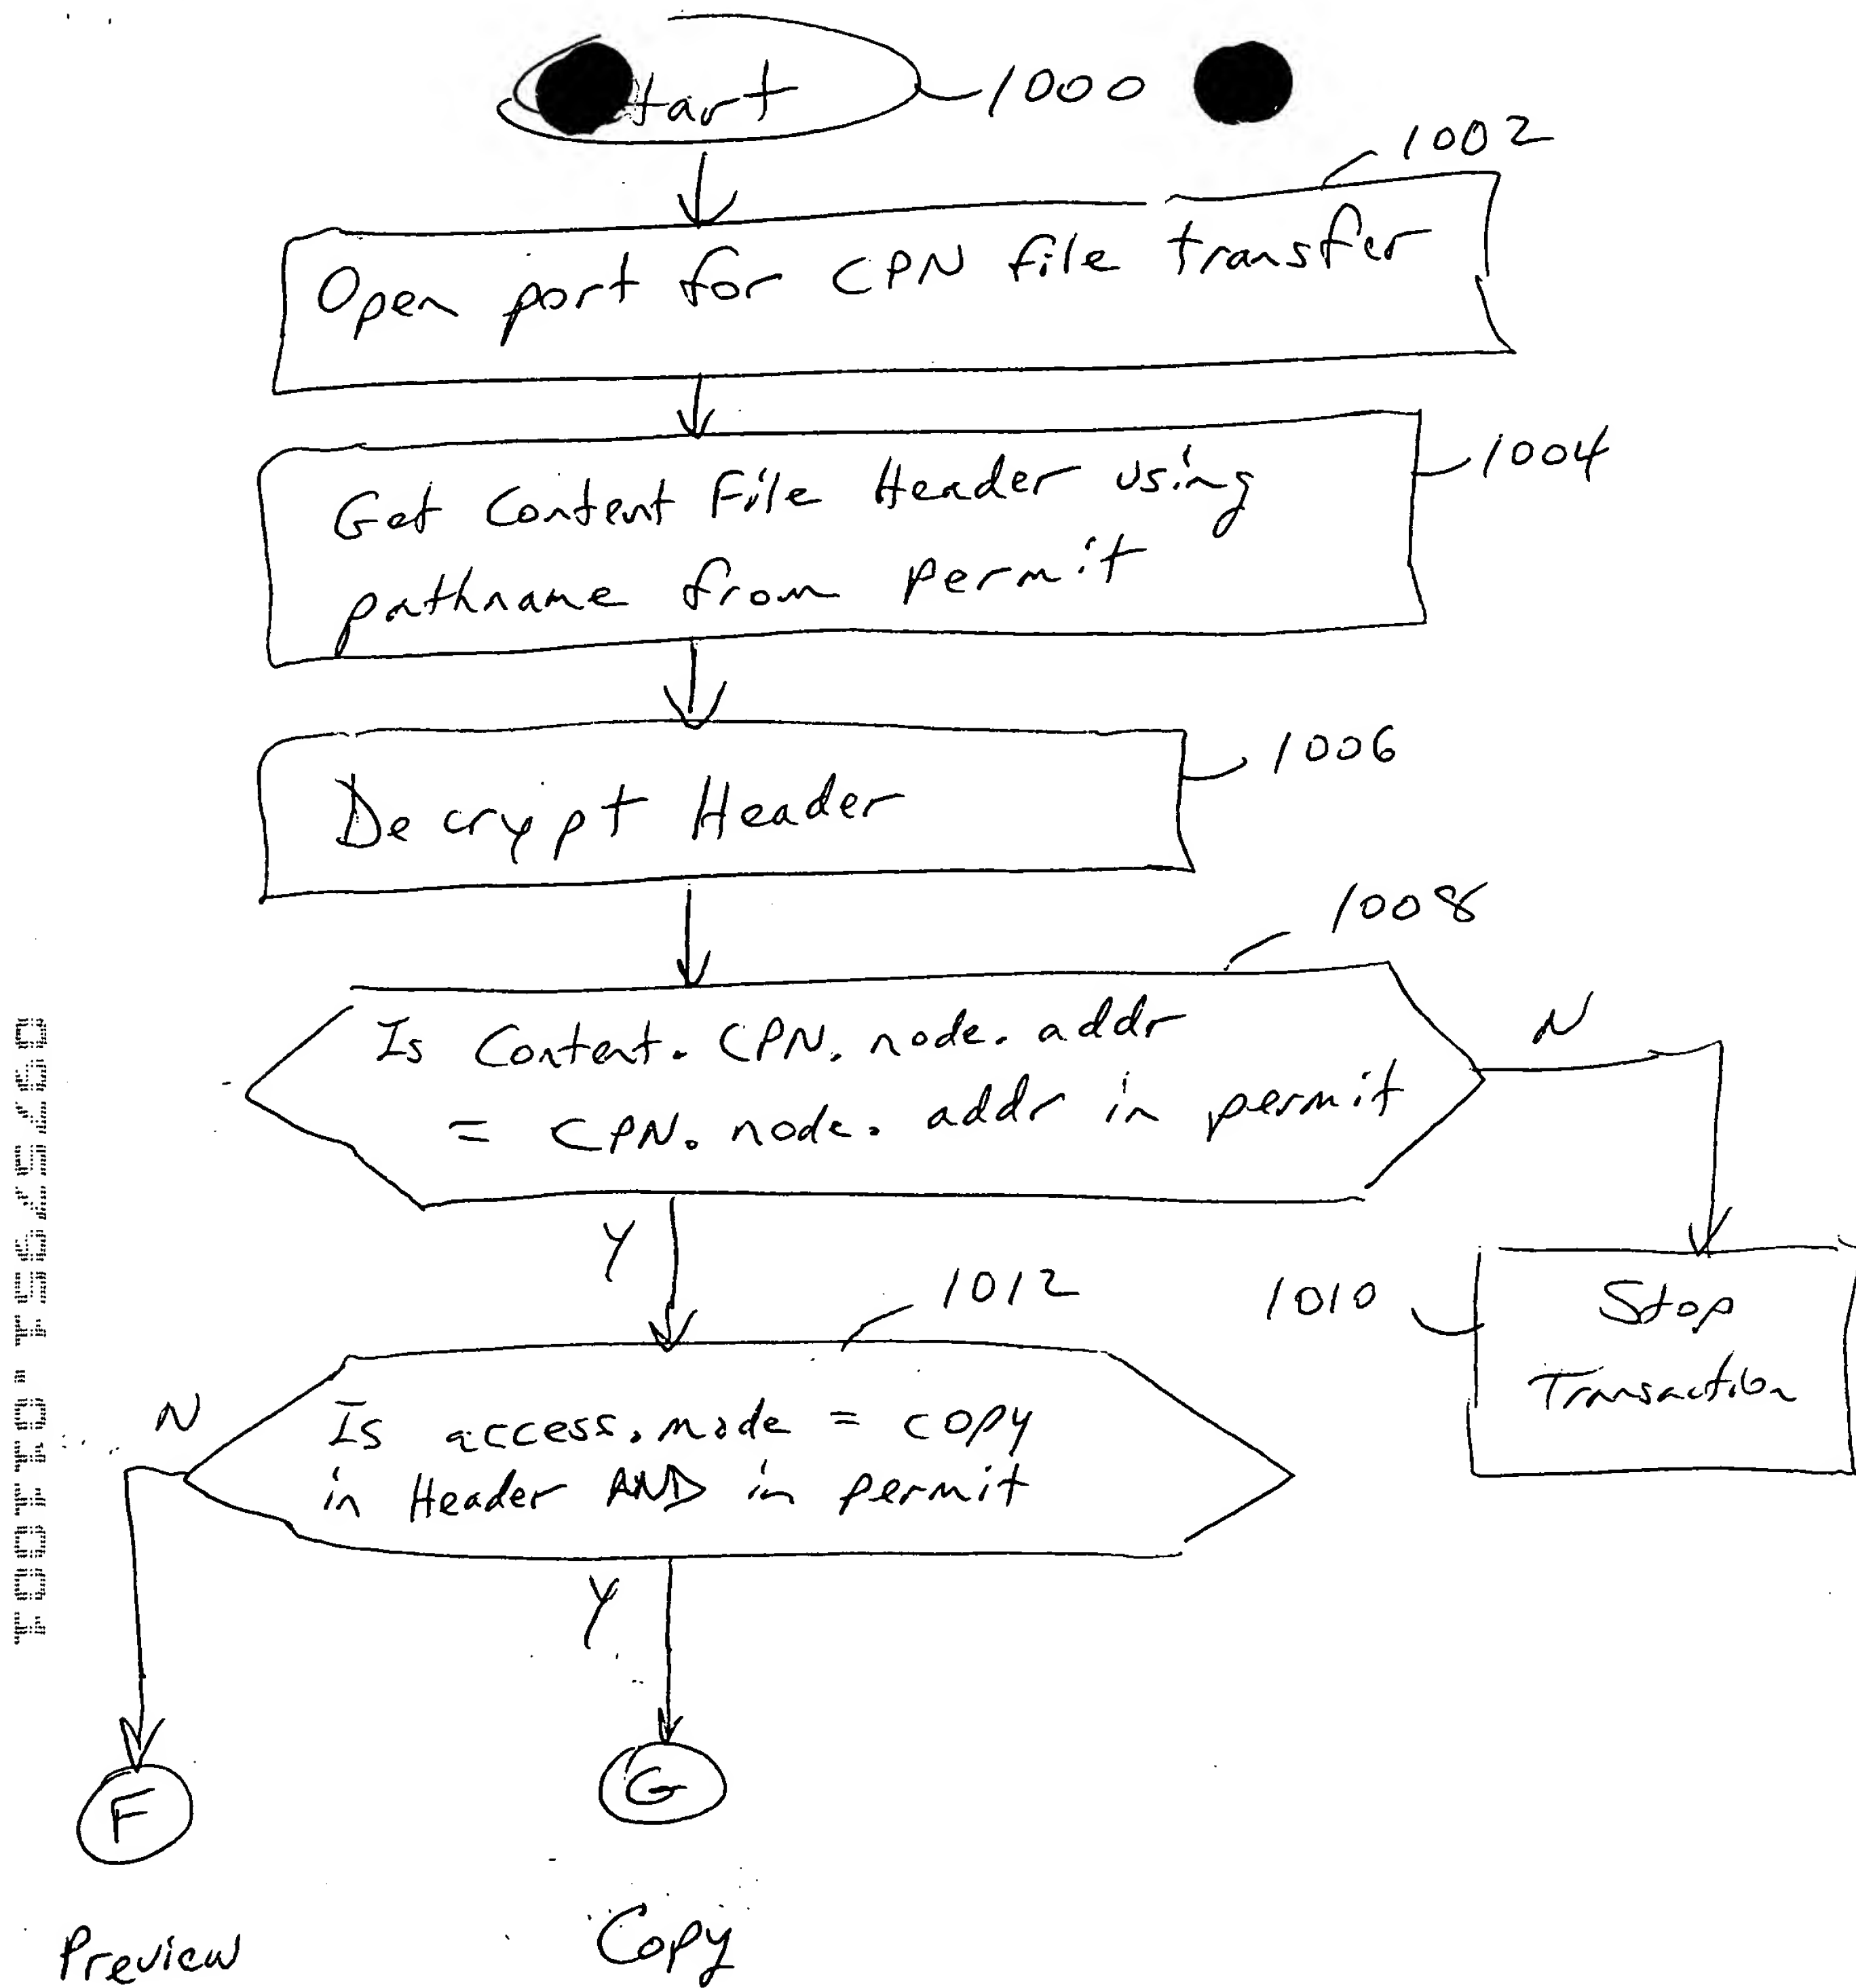 tart 1000
1002
Open port for CPN file transfer
1004
Get Content File Header using
pathname from permit
1006
Decrypt Header
1008
Is Content. CPN. node. addr
= CPN. node. addr in permit
N
Y
1012
1010
Stop
Transaction
N
Is access.mode = copy
in Header AND in permit
Y
F
G
Preview
Copy